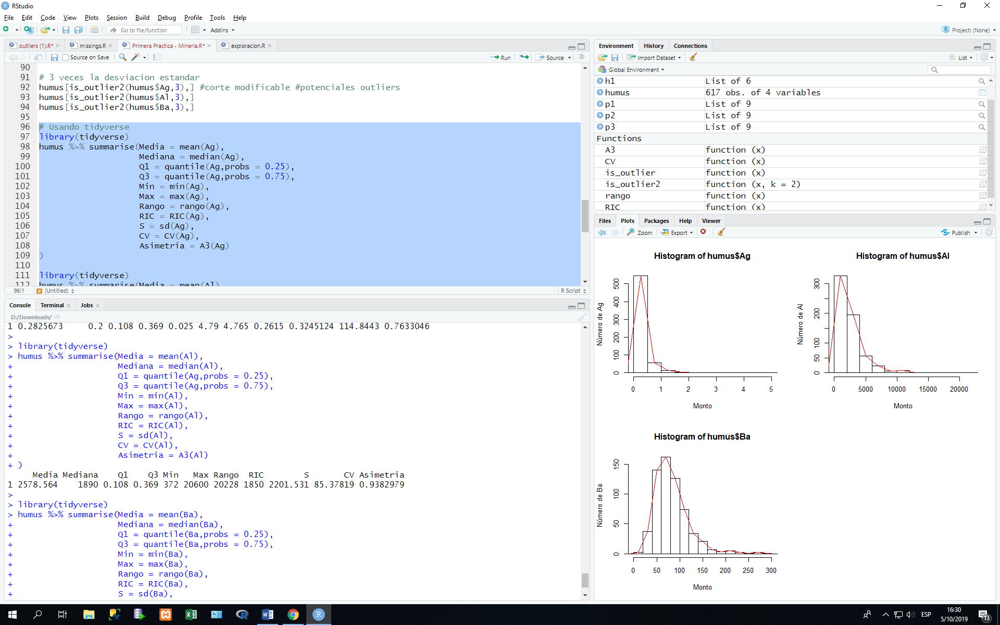 RStudio
File Edit Code View Plots Session Build Debug Profile Tools Help
Go to file/function Addins Project: (None)
outliers (1).R* missings.R Primera Practica - Mineria.R* exploracion.R
Source on Save Run Source
90
91 # 3 veces la desviacion estandar
92 humus[is_outlier2(humus$Ag,3),] #corte modificable #potenciales outliers
93 humus[is_outlier2(humus$Al,3),]
94 humus[is_outlier2(humus$Ba,3),]
95
96 # Usando tidyverse
97 library(tidyverse)
98 humus %>% summarise(Media = mean(Ag),
99 Mediana = median(Ag),
100 Q1 = quantile(Ag,probs = 0.25),
101 Q3 = quantile(Ag,probs = 0.75),
102 Min = min(Ag),
103 Max = max(Ag),
104 Rango = rango(Ag),
105 RIC = RIC(Ag),
106 S = sd(Ag),
107 CV = CV(Ag),
108 Asimetria = A3(Ag)
109 )
110
111 library(tidyverse)
112 humus %>% summarise(Media = mean(Al)
96:1 (Untitled) R Script
Console Terminal Jobs
D:/Downloads/
1 0.2825673 0.2 0.108 0.369 0.025 4.79 4.765 0.2615 0.3245124 114.8443 0.7633046
>
> library(tidyverse)
> humus %>% summarise(Media = mean(Al),
+ Mediana = median(Al),
+ Q1 = quantile(Ag,probs = 0.25),
+ Q3 = quantile(Ag,probs = 0.75),
+ Min = min(Al),
+ Max = max(Al),
+ Rango = rango(Al),
+ RIC = RIC(Al),
+ S = sd(Al),
+ CV = CV(Al),
+ Asimetria = A3(Al)
+ )
Media Mediana Q1 Q3 Min Max Rango RIC S CV Asimetria
1 2578.564 1890 0.108 0.369 372 20600 20228 1850 2201.531 85.37819 0.9382979
>
> library(tidyverse)
> humus %>% summarise(Media = mean(Ba),
+ Mediana = median(Ba),
+ Q1 = quantile(Ba,probs = 0.25),
+ Q3 = quantile(Ba,probs = 0.75),
+ Min = min(Ba),
+ Max = max(Ba),
+ Rango = rango(Ba),
+ RIC = RIC(Ba),
+ S = sd(Ba),
Environment History Connections
Import Dataset List
Global Environment
h1 List of 6
humus 617 obs. of 4 variables
p1 List of 9
p2 List of 9
p3 List of 9
Functions
A3 function (x)
CV function (x)
is_outlier function (x)
is_outlier2 function (x, k = 2)
rango function (x)
RIC function (x)
Files Plots Packages Help Viewer
Zoom Export Publish
Histogram of humus$Ag
Número de Ag
500
400
300
200
100
0
0 1 2 3 4 5
Monto
Histogram of humus$Al
Número de Al
300
200
100
50
0
0 5000 10000 15000 20000
Monto
Histogram of humus$Ba
Número de Ba
150
100
50
0
0 50 100 150 200 250 300
Monto
ESP
16:30
5/10/2019
13